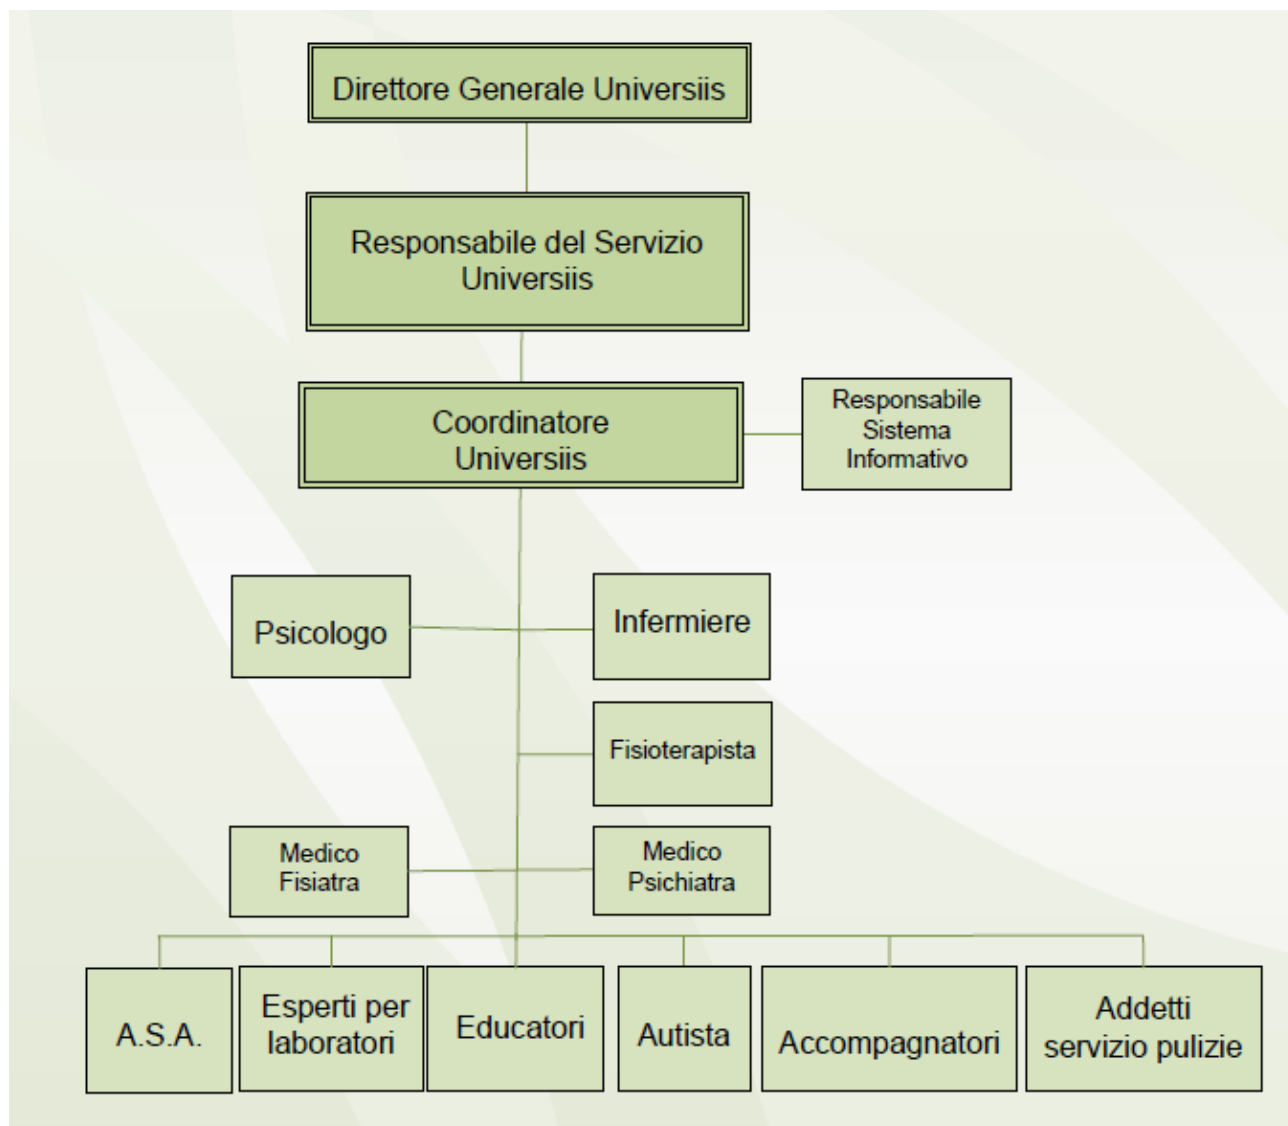 Direttore Generale Universiis
Responsabile del Servizio
Universiis
Coordinatore
Universiis
Responsabile
Sistema
Informativo
Psicologo
Infermiere
Fisioterapista
Medico
Fisiatra
Medico
Psichiatra
A.S.A.
Esperti per
laboratori
Educatori
Autista
Accompagnatori
Addetti
servizio pulizie